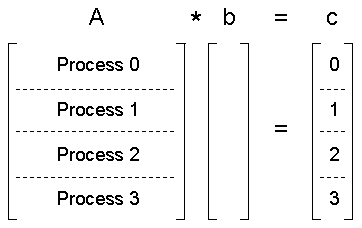 A * b = c
Process 0 0
Process 1 1
=
Process 2 2
Process 3 3